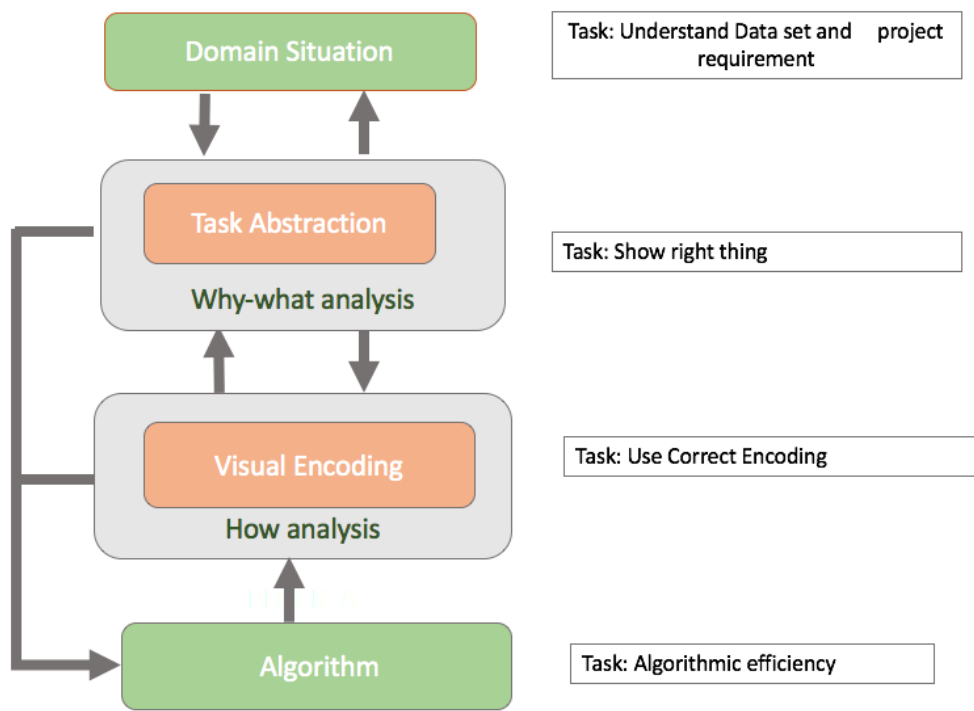 Domain Situation
Task: Understand Data set and project
requirement
Task Abstraction
Why-what analysis
Task: Show right thing
Visual Encoding
How analysis
Task: Use Correct Encoding
Algorithm
Task: Algorithmic efficiency